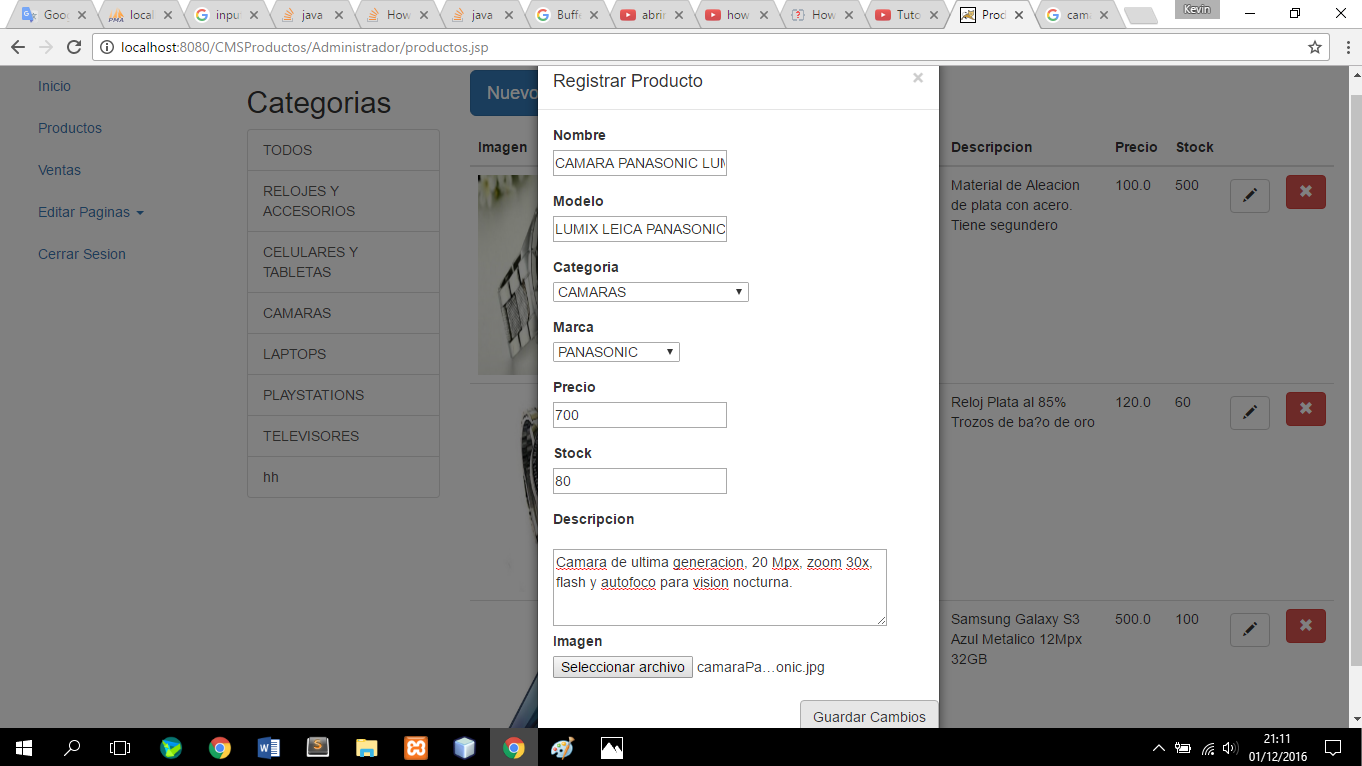 Goo
local
inpu
java
How
java
Buff
abrir
how
How
Tuto
Prod
cam
Kevin
localhost:8080/CMSProductos/Administrador/productos.jsp
Inicio
Productos
Ventas
Editar Paginas
Cerrar Sesion
Categorias
TODOS
RELOJES Y
ACCESORIOS
CELULARES Y
TABLETAS
CAMARAS
LAPTOPS
PLAYSTATIONS
TELEVISORES
hh
Nuevo
Imagen
Registrar Producto
×
Nombre
CAMARA PANASONIC LUM
Modelo
LUMIX LEICA PANASONIC
Categoria
CAMARAS
Marca
PANASONIC
Precio
700
Stock
80
Descripcion
Camara de ultima generacion, 20 Mpx, zoom 30x,
flash y autofoco para vision nocturna.
Imagen
Seleccionar archivo camaraPa…onic.jpg
Guardar Cambios
Descripcion Precio Stock
Material de Aleacion 100.0 500
de plata con acero.
Tiene segundero
Reloj Plata al 85% 120.0 60
Trozos de ba?o de oro
Samsung Galaxy S3 500.0 100
Azul Metalico 12Mpx
32GB
21:11
01/12/2016